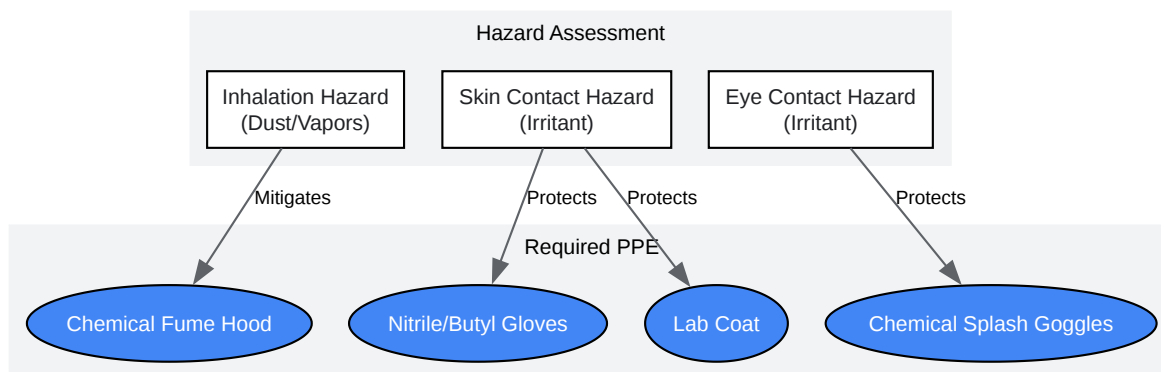 Hazard Assessment
Inhalation Hazard
(Dust/Vapors)
Skin Contact Hazard
(Irritant)
Eye Contact Hazard
(Irritant)
Mitigates
Protects
Protects
Protects
Required PPE
Chemical Fume Hood
Nitrile/Butyl Gloves
Lab Coat
Chemical Splash Goggles